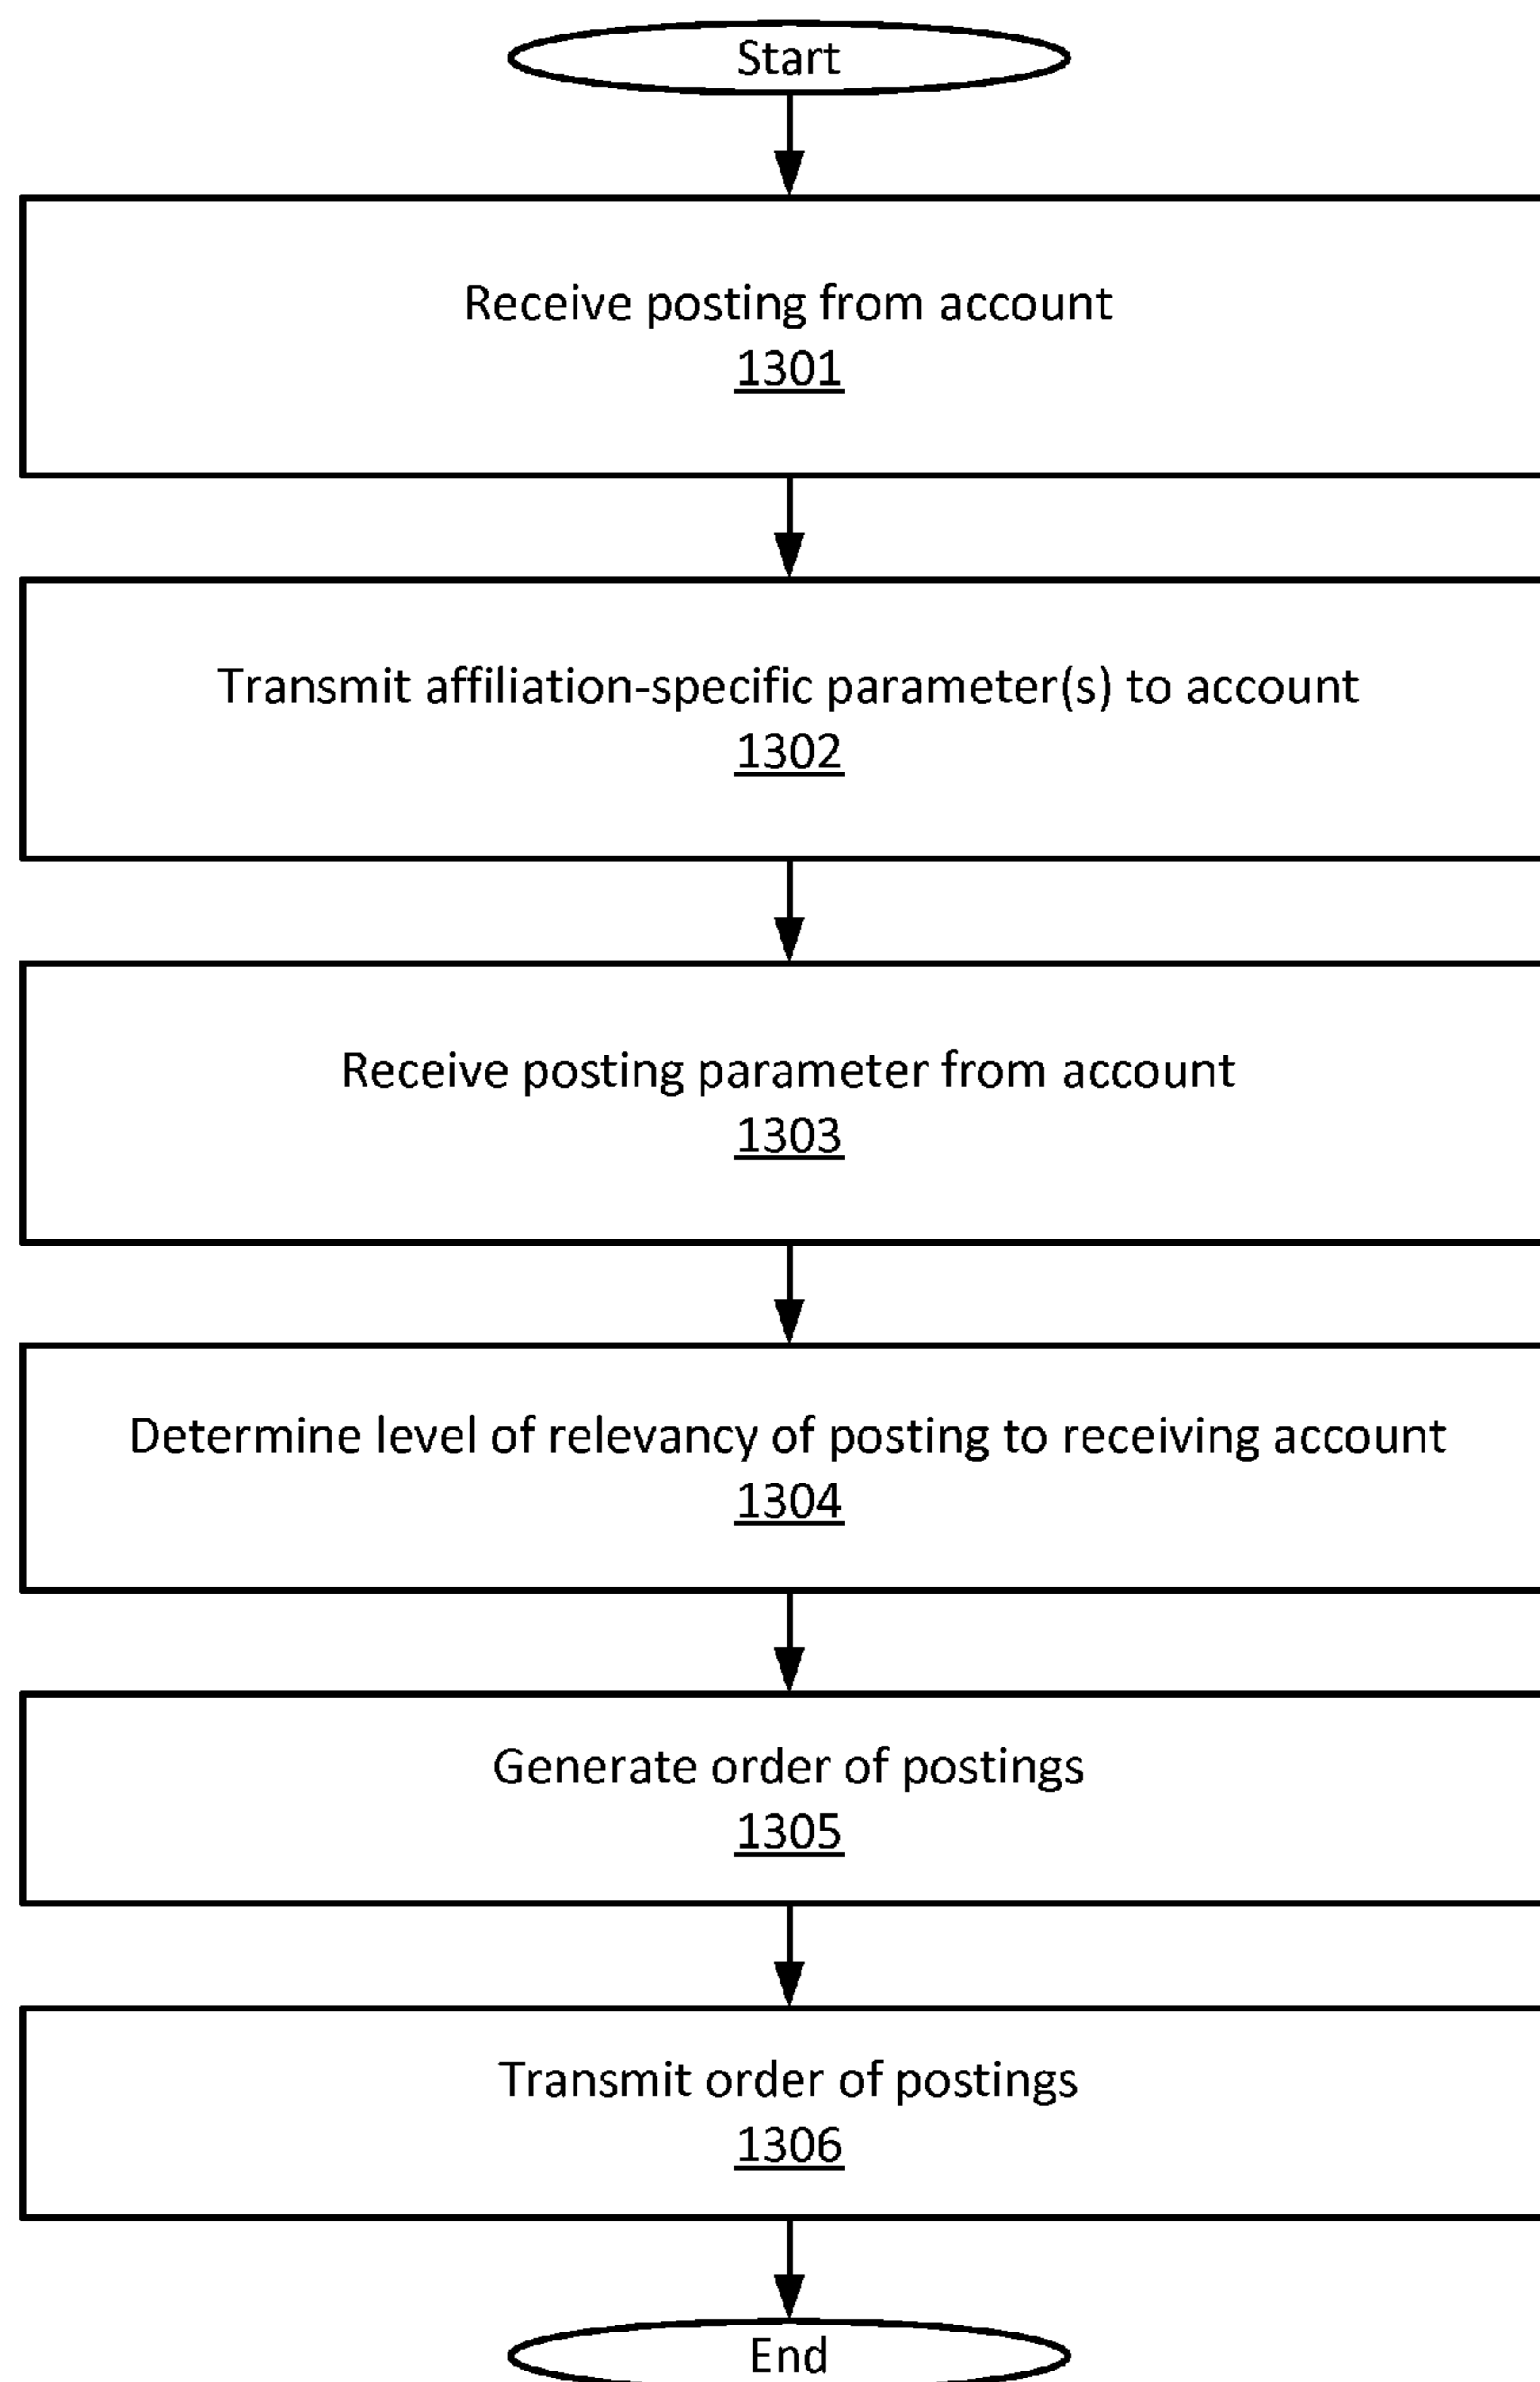 Start
Receive posting from account
1301
Transmit affiliation-specific parameter(s) to account
1302
Receive posting parameter from account
1303
Determine level of relevancy of posting to receiving account
1304
Generate order of postings
1305
Transmit order of postings
1306
End